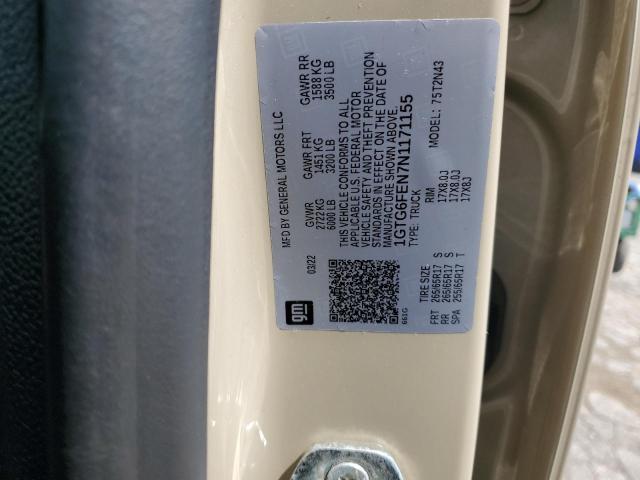 gm
MFD BY GENERAL MOTORS LLC
03/22
GVWR GAWR FRT GAWR RR
2722 KG 1451 KG 1588 KG
6000 LB 3200 LB 3500 LB
THIS VEHICLE CONFORMS TO ALL
APPLICABLE U.S. FEDERAL MOTOR
VEHICLE SAFETY AND THEFT PREVENTION
STANDARDS IN EFFECT ON THE DATE OF
MANUFACTURE SHOWN ABOVE.
1GTG6FEN7N1171155
TYPE: TRUCK MODEL: 75T2N43
661G
TIRE SIZE RIM
FRT 265/65R17 S 17X8.0J
RR 265/65R17 S 17X8.0J
SPA 255/65R17 T 17X8J